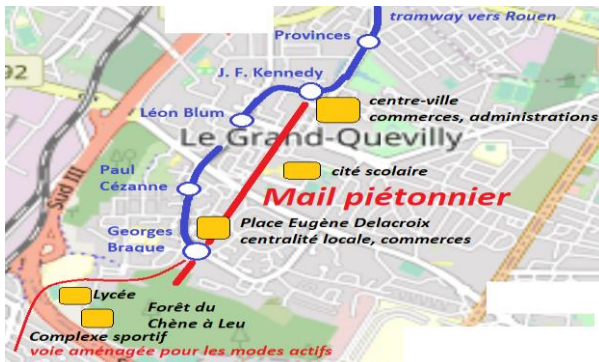 tramway vers Rouen
Provinces
92
J. F. Kennedy
centre-ville
commerces, administrations
Léon Blum
Le Grand-Quevilly
Sud III
Paul
Cézanne
cité scolaire
Mail piétonnier
Place Eugène Delacroix
centralité locale, commerces
Georges
Braque
Lycée
Forêt du
Chène à Leu
Complexe sportif
voie aménagée pour les modes actifs